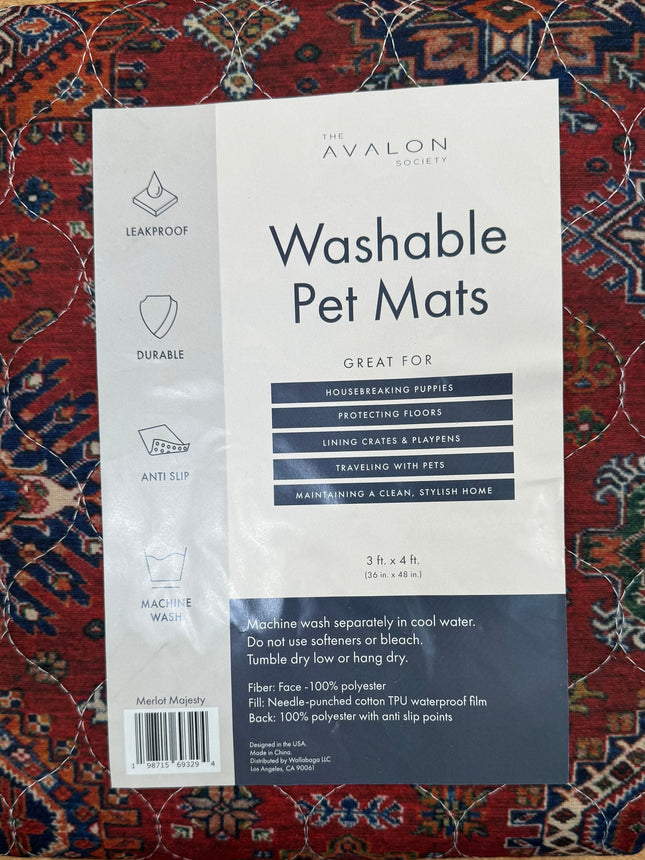 THE
AVALON
SOCIETY
LEAKPROOF
DURABLE
ANTI SLIP
MACHINE
WASH
Washable
Pet Mats
GREAT FOR
HOUSEBREAKING PUPPIES
PROTECTING FLOORS
LINING CRATES & PLAYPENS
TRAVELING WITH PETS
MAINTAINING A CLEAN, STYLISH HOME
3 ft. x 4 ft.
(36 in. x 48 in.)
Machine wash separately in cool water.
Do not use softeners or bleach.
Tumble dry low or hang dry.
Fiber: Face -100% polyester
Fill: Needle-punched cotton TPU waterproof film
Back: 100% polyester with anti slip points
Designed in the USA.
Made in China.
Distributed by Wallabaga LLC
Los Angeles, CA 90061
Merlot Majesty
1 98715 69329 4